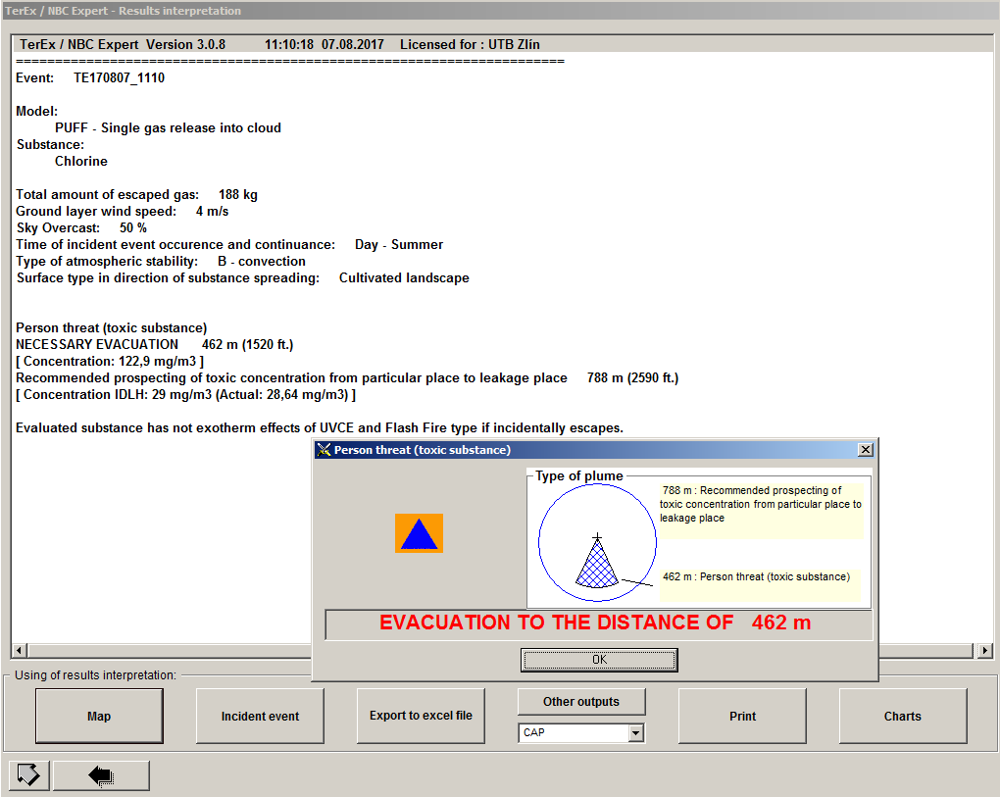 TerEx / NBC Expert - Results interpretation
TerEx / NBC Expert Version 3.0.8 11:10:18 07.08.2017 Licensed for : UTB Zlín
======================================================================
Event: TE170807_1110
Model:
PUFF - Single gas release into cloud
Substance:
Chlorine
Total amount of escaped gas: 188 kg
Ground layer wind speed: 4 m/s
Sky Overcast: 50 %
Time of incident event occurence and continuance: Day - Summer
Type of atmospheric stability: B - convection
Surface type in direction of substance spreading: Cultivated landscape
Person threat (toxic substance)
NECESSARY EVACUATION 462 m (1520 ft.)
[ Concentration: 122,9 mg/m3 ]
Recommended prospecting of toxic concentration from particular place to leakage place 788 m (2590 ft.)
[ Concentration IDLH: 29 mg/m3 (Actual: 28,64 mg/m3) ]
Evaluated substance has not exotherm effects of UVCE and Flash Fire type if incidentally escapes.
Person threat (toxic substance)
Type of plume
788 m : Recommended prospecting of
toxic concentration from particular place to
leakage place
462 m : Person threat (toxic substance)
EVACUATION TO THE DISTANCE OF 462 m
OK
Using of results interpretation:
Map
Incident event
Export to excel file
Other outputs
CAP
Print
Charts